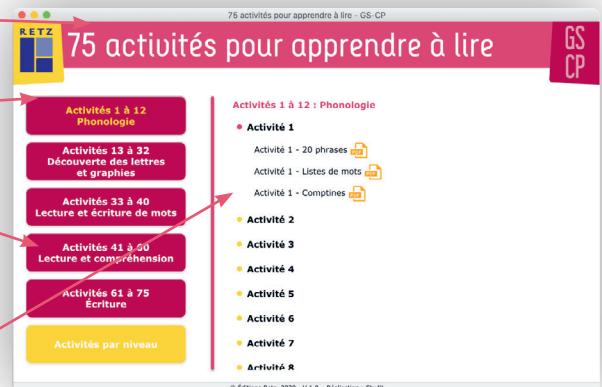 76 activités pour apprendre à lire - GS-CP
RETZ
75 activités pour apprendre à lire
GS
CP
Activités 1 à 12
Phonologie
Activités 13 à 32
Découverte des lettres
et graphies
Activités 33 à 40
Lecture et écriture de mots
Activités 41 à 60
Lecture et compréhension
Activités 61 à 75
Écriture
Activités par niveau
Activités 1 à 12 : Phonologie
Activité 1
Activité 1 - 20 phrases PDF
Activité 1 - Listes de mots PDF
Activité 1 - Comptines PDF
Activité 2
Activité 3
Activité 4
Activité 5
Activité 6
Activité 7
Activité 8